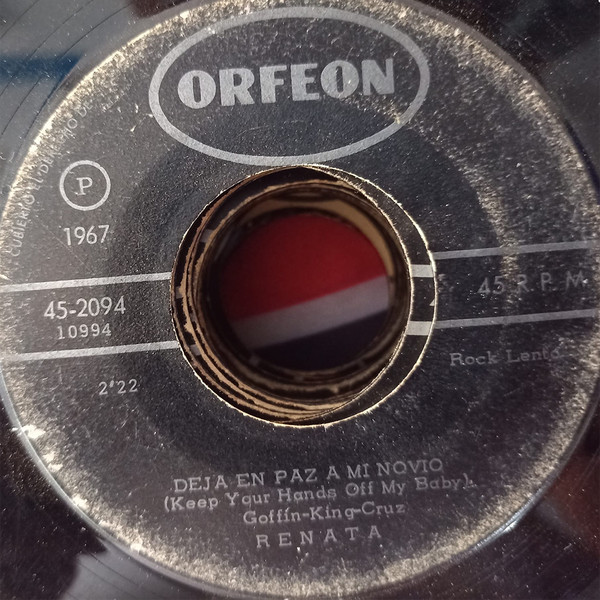 ORFEON
P
1967
45-2094
10994
45 R.P.M
Rock Lento
2'22
DEJA EN PAZ A MI NOVIO
(Keep Your Hands Off My Baby)
Goffín-King-Cruz
RENATA